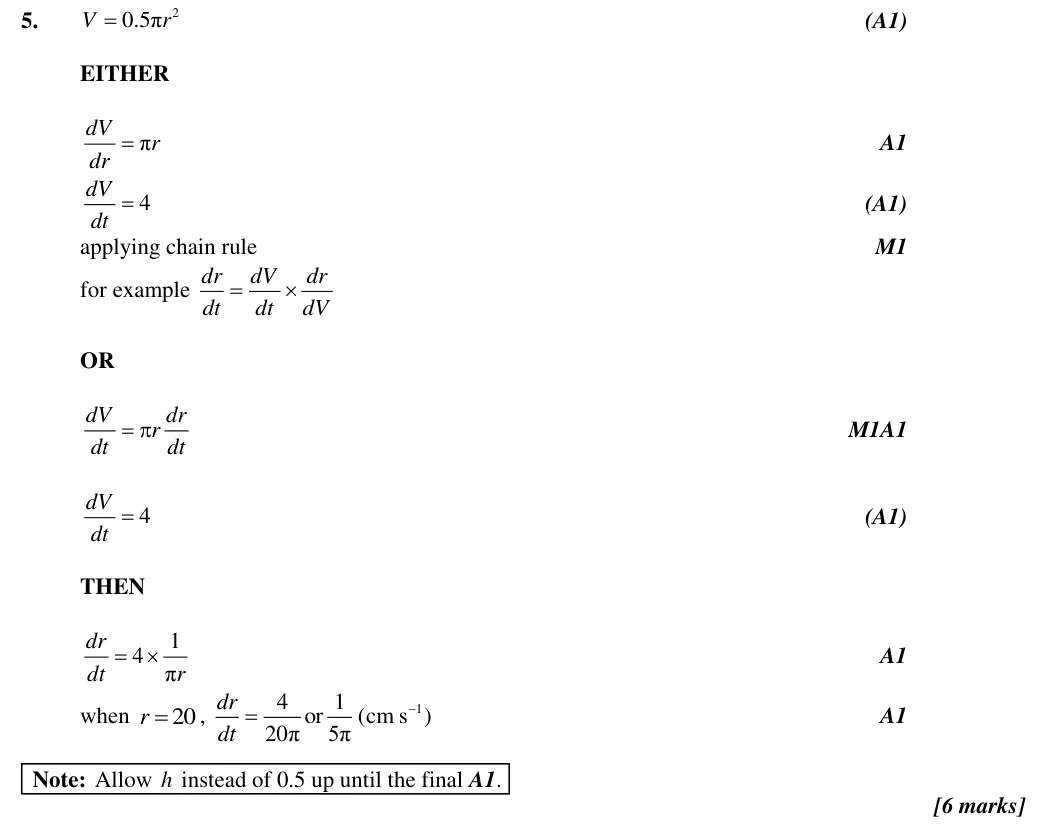 5. V = 0.5πr² (A1)
EITHER
dV/dr = πr A1
dV/dt = 4 (A1)
applying chain rule M1
for example dr/dt = dV/dt × dr/dV
OR
dV/dt = πr dr/dt M1A1
dV/dt = 4 (A1)
THEN
dr/dt = 4 × 1/πr A1
when r = 20, dr/dt = 4/20π or 1/5π (cm s⁻¹) A1
Note: Allow h instead of 0.5 up until the final A1.
[6 marks]